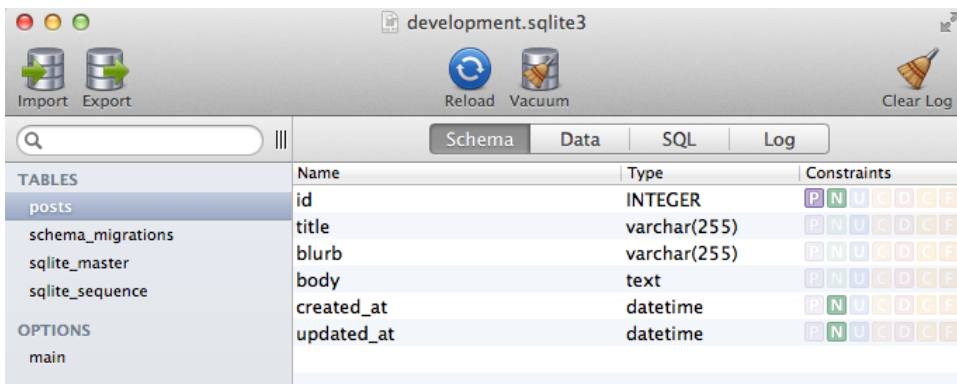 development.sqlite3
Import Export Reload Vacuum Clear Log
Schema Data SQL Log
TABLES
posts
schema_migrations
sqlite_master
sqlite_sequence
OPTIONS
main
Name Type Constraints
id INTEGER P N U C D C F
title varchar(255) P N U C D C F
blurb varchar(255) P N U C D C F
body text P N U C D C F
created_at datetime P N U C D C F
updated_at datetime P N U C D C F